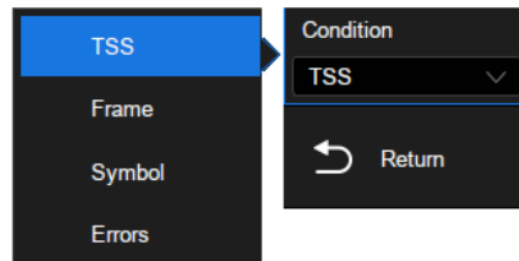 TSS
Frame
Symbol
Errors
Condition
TSS
Return